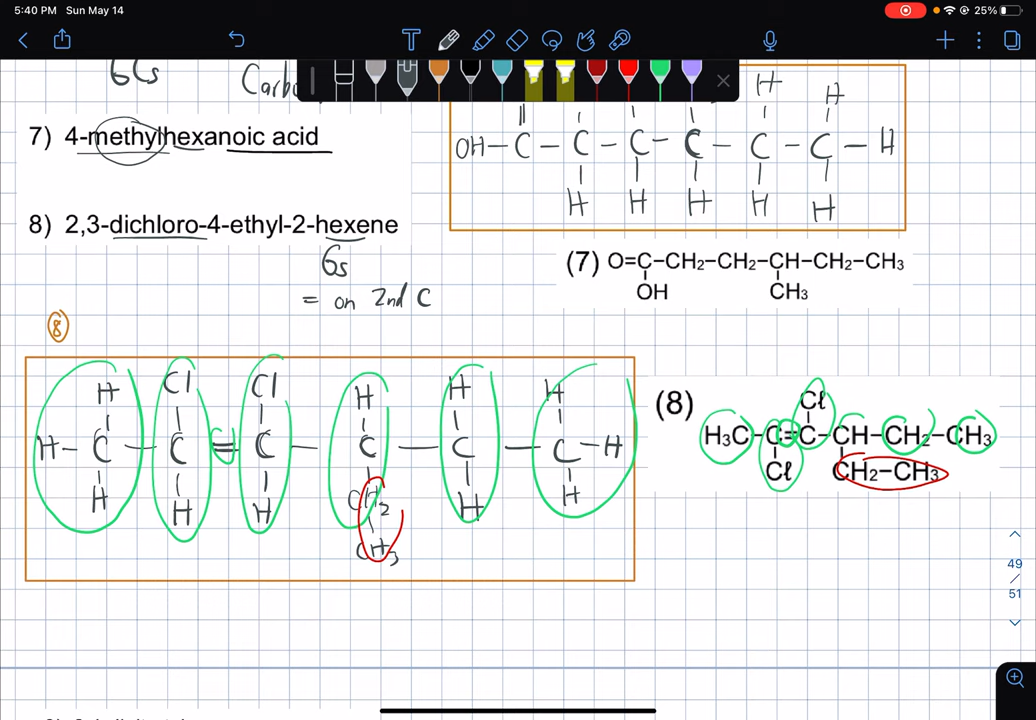 5:40 PM Sun May 14
25%
6Cs
7) 4-methylhexanoic acid
H H
||
OH–C – C – C – C – C – C – H
H H H H H
8) 2,3-dichloro-4-ethyl-2-hexene
6s
= on 2nd C
(7) O=C–CH2–CH2–CH–CH2–CH3
OH CH3
8
H Cl Cl H H H
H–C – C = C – C – C – C–H
H H H CH2 H H
CH3
(8)
Cl
H3C–C=C–CH–CH2–CH3
Cl CH2–CH3
49
/
51